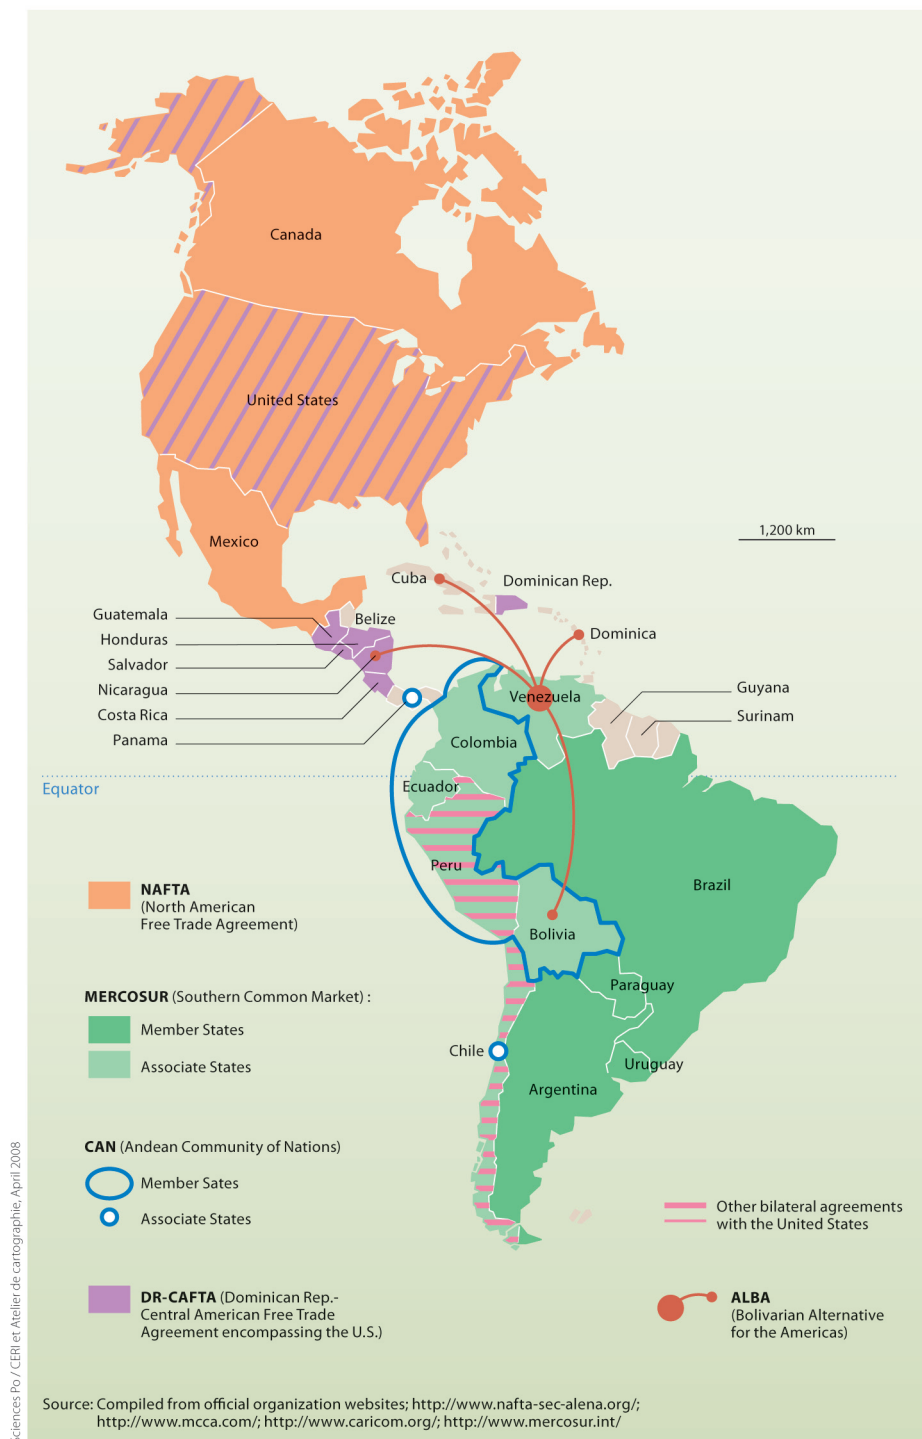 Canada
United States
Mexico
1,200 km
Cuba
Dominican Rep.
Guatemala
Belize
Honduras
Dominica
Salvador
Nicaragua
Venezuela
Guyana
Costa Rica
Surinam
Panama
Colombia
Equator
Ecuador
Peru
Brazil
Bolivia
Paraguay
Chile
Uruguay
Argentina
NAFTA
(North American
Free Trade Agreement)
MERCOSUR (Southern Common Market) :
Member States
Associate States
CAN (Andean Community of Nations)
Member Sates
Associate States
DR-CAFTA (Dominican Rep.-
Central American Free Trade
Agreement encompassing the U.S.)
Other bilateral agreements
with the United States
ALBA
(Bolivarian Alternative
for the Americas)
Source: Compiled from official organization websites; http://www.nafta-sec-alena.org/;
http://www.mcca.com/; http://www.caricom.org/; http://www.mercosur.int/
Sciences Po / CERI et Atelier de cartographie, April 2008